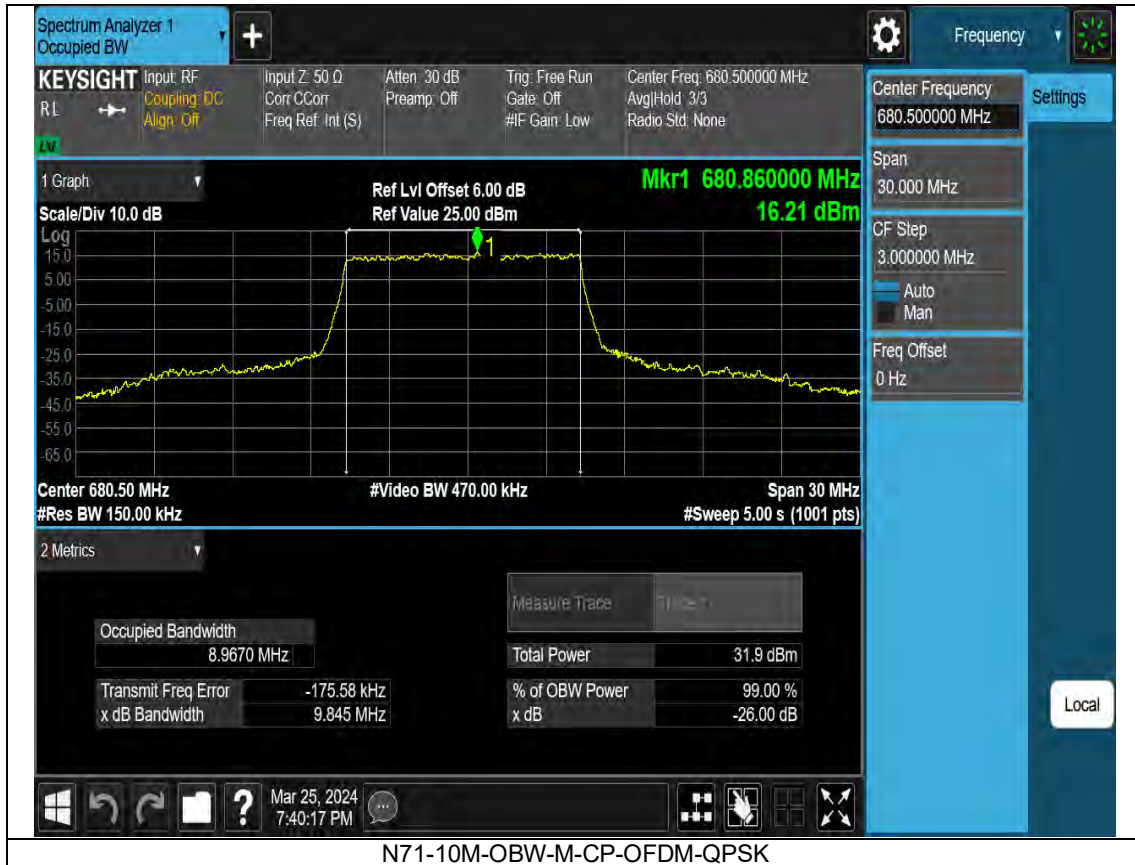 Spectrum Analyzer 1
Occupied BW
+
Frequency
KEYSIGHT
RL
LXI
Input: RF
Coupling: DC
Align: Off
Input Z: 50 Ω
Corr CCorr
Freq Ref: Int (S)
Atten: 30 dB
Preamp: Off
Trig: Free Run
Gate: Off
#IF Gain: Low
Center Freq: 680.500000 MHz
Avg|Hold: 3/3
Radio Std: None
Center Frequency
680.500000 MHz
Settings
Span
30.000 MHz
CF Step
3.000000 MHz
Auto
Man
Freq Offset
0 Hz
Local
1 Graph
Scale/Div 10.0 dB
Ref Lvl Offset 6.00 dB
Ref Value 25.00 dBm
Mkr1 680.860000 MHz
16.21 dBm
Log
15.0
5.00
-5.00
-15.0
-25.0
-35.0
-45.0
-55.0
-65.0
1
Center 680.50 MHz
#Res BW 150.00 kHz
#Video BW 470.00 kHz
Span 30 MHz
#Sweep 5.00 s (1001 pts)
2 Metrics
Measure Trace
Trace 1
Occupied Bandwidth
8.9670 MHz
Total Power 31.9 dBm
Transmit Freq Error -175.58 kHz
% of OBW Power 99.00 %
x dB Bandwidth 9.845 MHz
x dB -26.00 dB
?
Mar 25, 2024
7:40:17 PM
N71-10M-OBW-M-CP-OFDM-QPSK